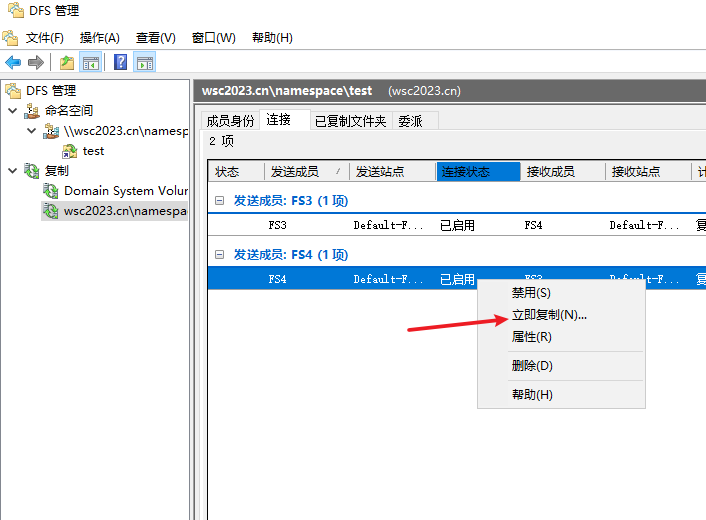 DFS 管理
文件(F) 操作(A) 查看(V) 窗口(W) 帮助(H)
DFS 管理
命名空间
\\wsc2023.cn\namesp
test
复制
Domain System Volu
wsc2023.cn\namespa
wsc2023.cn\namespace\test (wsc2023.cn)
成员身份 连接 已复制文件夹 委派
2 项
状态 发送成员 发送站点 连接状态 接收成员 接收站点 计
发送成员: FS3 (1 项)
FS3 Default-F... 已启用 FS4 Default-F... 复
发送成员: FS4 (1 项)
FS4 Default-F... 已启用 FS3 Default-F... 复
禁用(S)
立即复制(N)...
属性(R)
删除(D)
帮助(H)